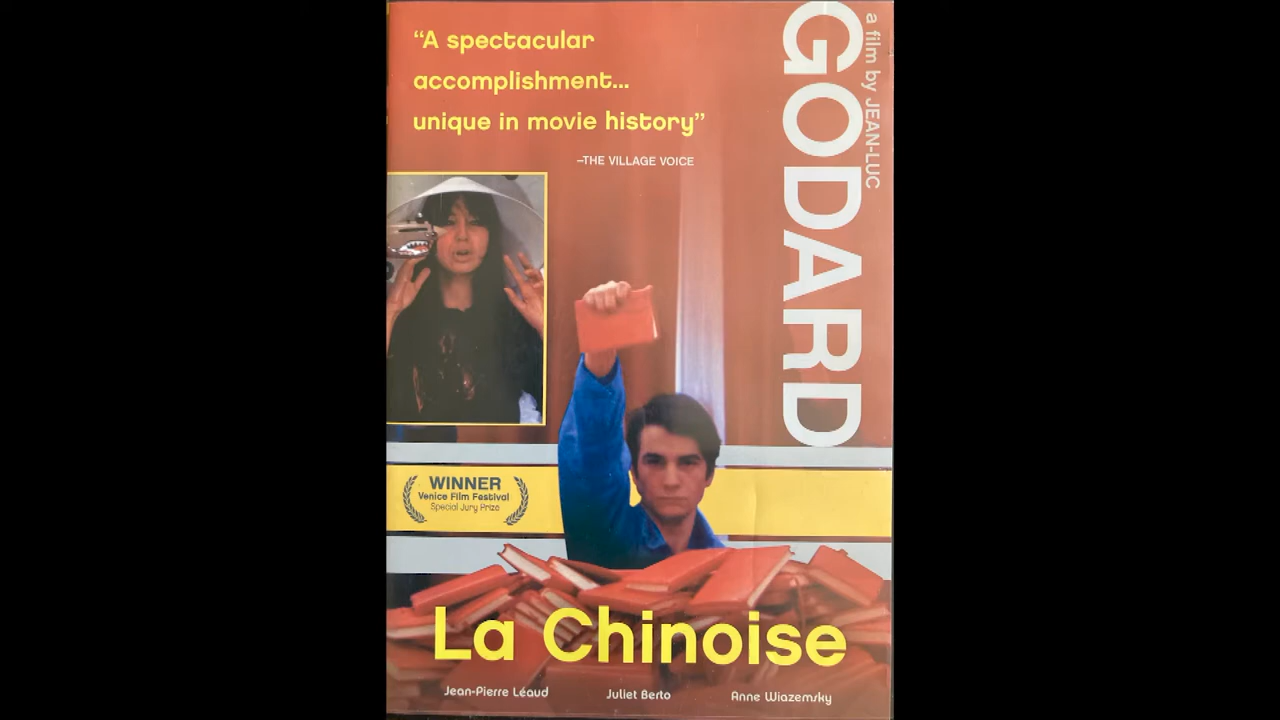 “A spectacular
accomplishment...
unique in movie history”
–THE VILLAGE VOICE
a film by JEAN-LUC
GODARD
WINNER
Venice Film Festival
Special Jury Prize
La Chinoise
Jean-Pierre Léaud Juliet Berto Anne Wiazemsky